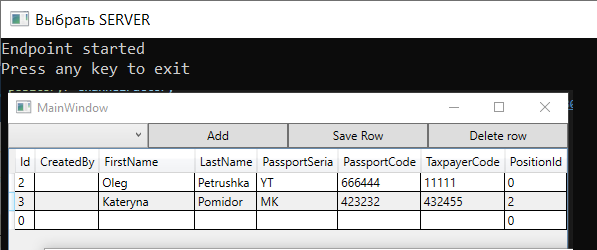 Выбрать SERVER
Endpoint started
Press any key to exit
MainWindow
Add Save Row Delete row
Id CreatedBy FirstName LastName PassportSeria PassportCode TaxpayerCode PositionId
2 Oleg Petrushka YT 666444 11111 0
3 Kateryna Pomidor MK 423232 432455 2
0 0